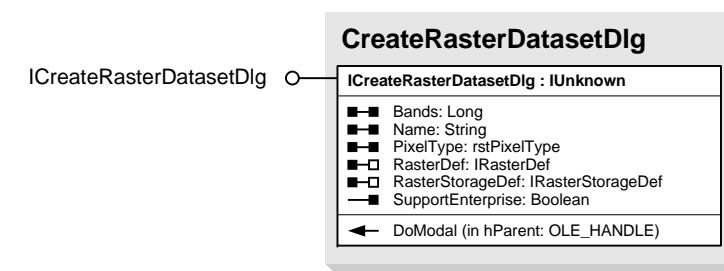 CreateRasterDatasetDlg
ICreateRasterDatasetDlg
ICreateRasterDatasetDlg : IUnknown
Bands: Long
Name: String
PixelType: rstPixelType
RasterDef: IRasterDef
RasterStorageDef: IRasterStorageDef
SupportEnterprise: Boolean
DoModal (in hParent: OLE_HANDLE)